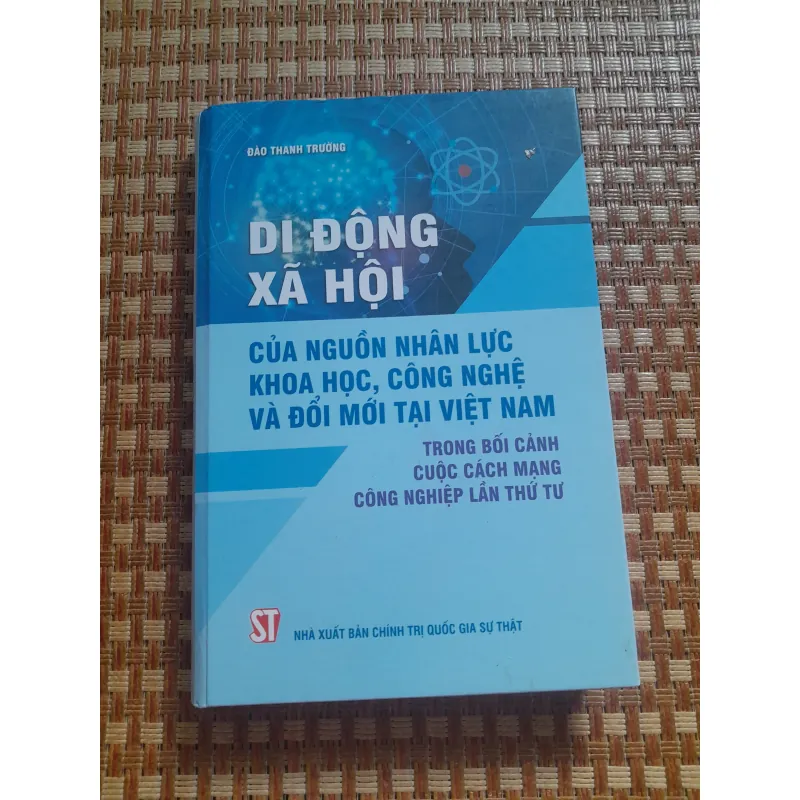 ĐÀO THANH TRƯỜNG
DI ĐỘNG
XÃ HỘI
CỦA NGUỒN NHÂN LỰC
KHOA HỌC, CÔNG NGHỆ
VÀ ĐỔI MỚI TẠI VIỆT NAM
TRONG BỐI CẢNH
CUỘC CÁCH MẠNG
CÔNG NGHIỆP LẦN THỨ TƯ
ST
NHÀ XUẤT BẢN CHÍNH TRỊ QUỐC GIA SỰ THẬT